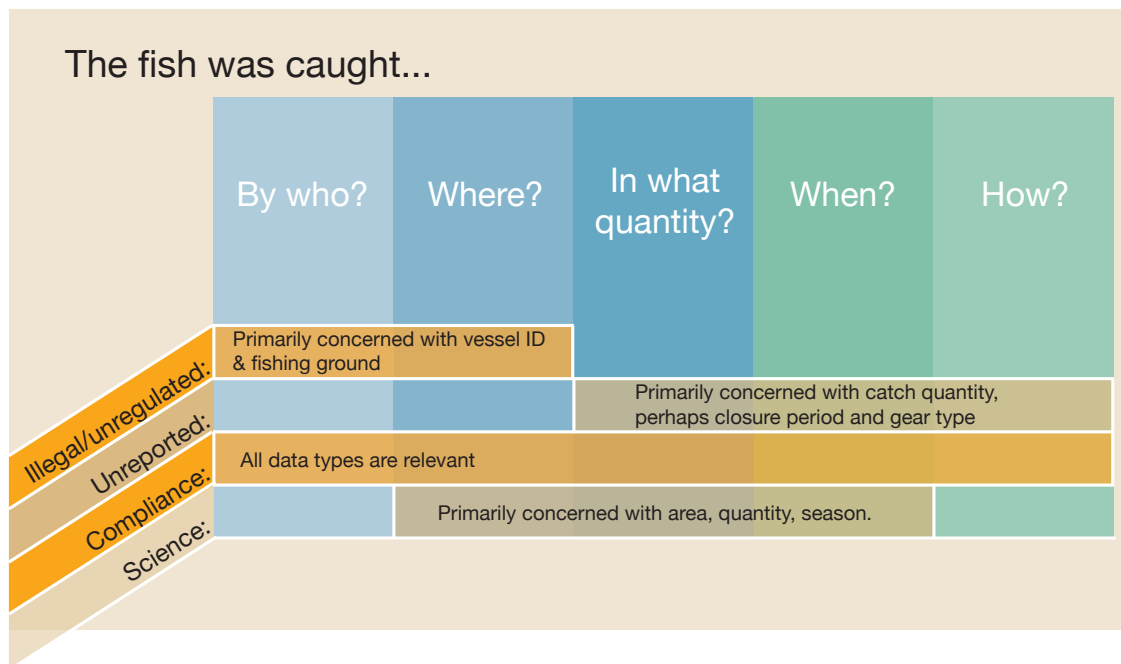 The fish was caught...
By who?
Where?
In what
quantity?
When?
How?
Illegal/unregulated:
Primarily concerned with vessel ID
& fishing ground
Unreported:
Primarily concerned with catch quantity,
perhaps closure period and gear type
Compliance:
All data types are relevant
Science:
Primarily concerned with area, quantity, season.